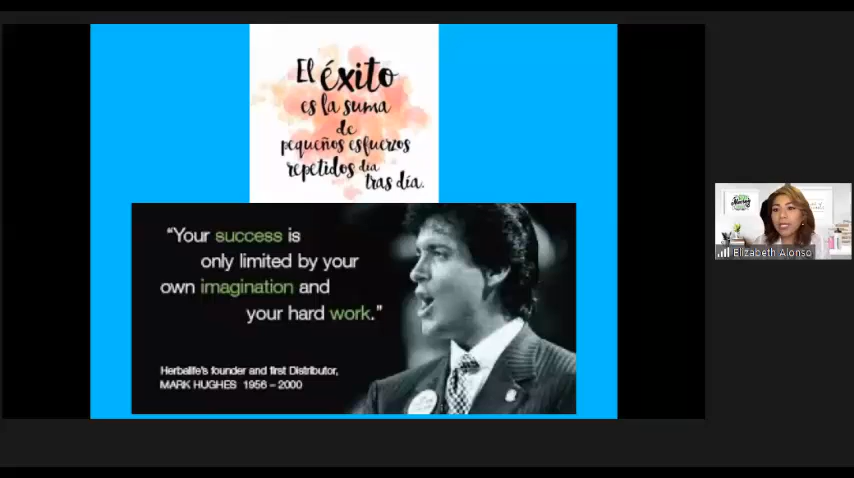 El éxito
es la suma
de
pequeños esfuerzos
repetidos día
tras día.
“Your success is
only limited by your
own imagination and
your hard work.”
Herbalife's founder and first Distributor,
MARK HUGHES 1956 – 2000
Elizabeth Alonso